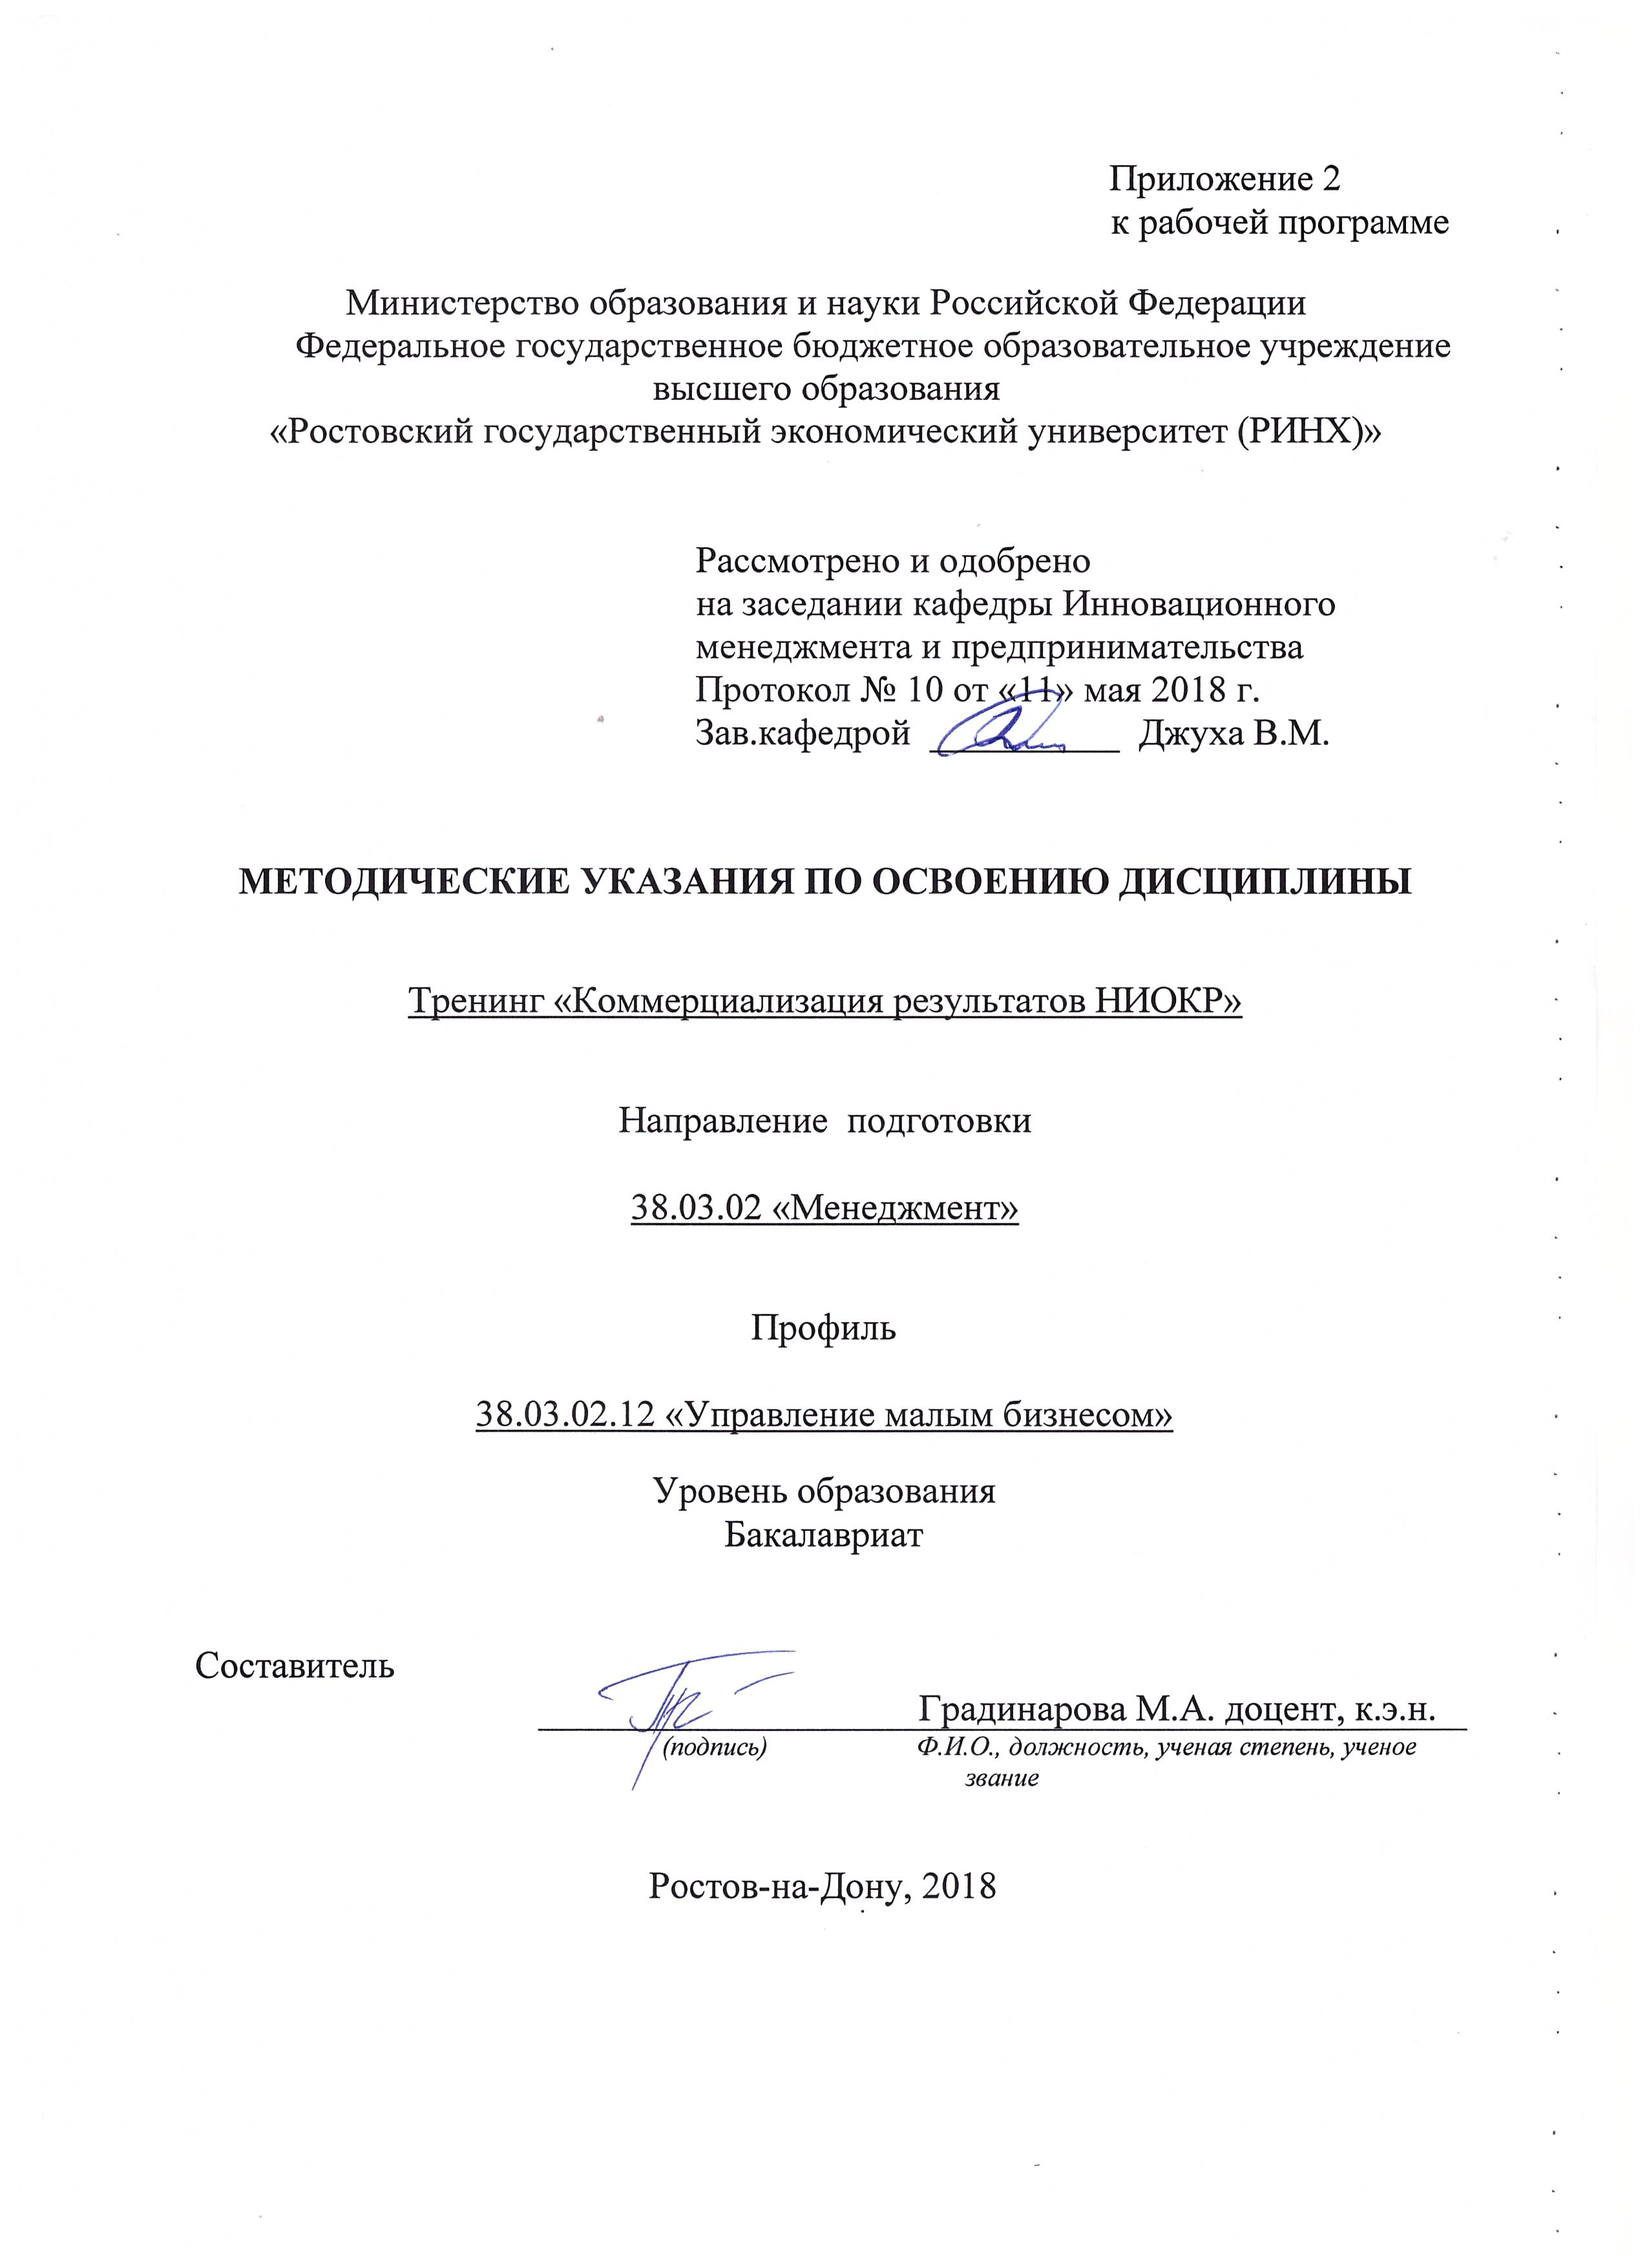 Приложение 2
к рабочей программе
Министерство образования и науки Российской Федерации
Федеральное государственное бюджетное образовательное учреждение
высшего образования
«Ростовский государственный экономический университет (РИНХ)»
Рассмотрено и одобрено
на заседании кафедры Инновационного
менеджмента и предпринимательства
Протокол № 10 от «11» мая 2018 г.
Зав.кафедрой __________ Джуха В.М.
МЕТОДИЧЕСКИЕ УКАЗАНИЯ ПО ОСВОЕНИЮ ДИСЦИПЛИНЫ
Тренинг «Коммерциализация результатов НИОКР»
Направление подготовки
38.03.02 «Менеджмент»
Профиль
38.03.02.12 «Управление малым бизнесом»
Уровень образования
Бакалавриат
Составитель
Градинарова М.А. доцент, к.э.н.
(подпись) Ф.И.О., должность, ученая степень, ученое
звание
Ростов-на-Дону, 2018